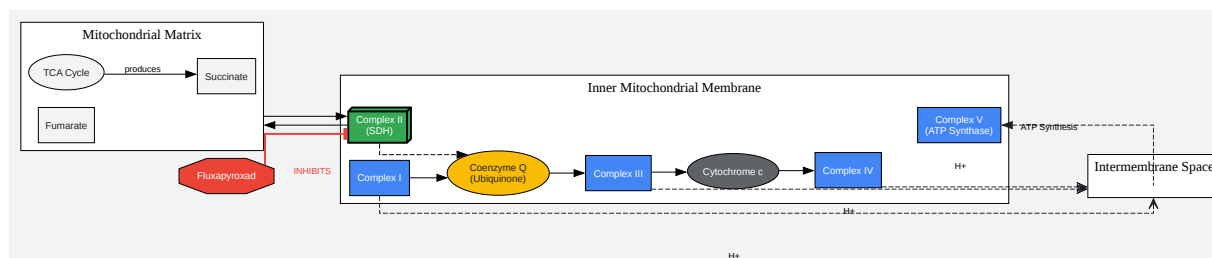 Mitochondrial Matrix
TCA Cycle
produces
Succinate
Fumarate
Fluxapyroxad
INHIBITS
Inner Mitochondrial Membrane
Complex II
(SDH)
Complex I
Coenzyme Q
(Ubiquinone)
Complex III
Cytochrome c
Complex IV
Complex V
(ATP Synthase)
H+
ATP Synthesis
Intermembrane Space
H+
H+